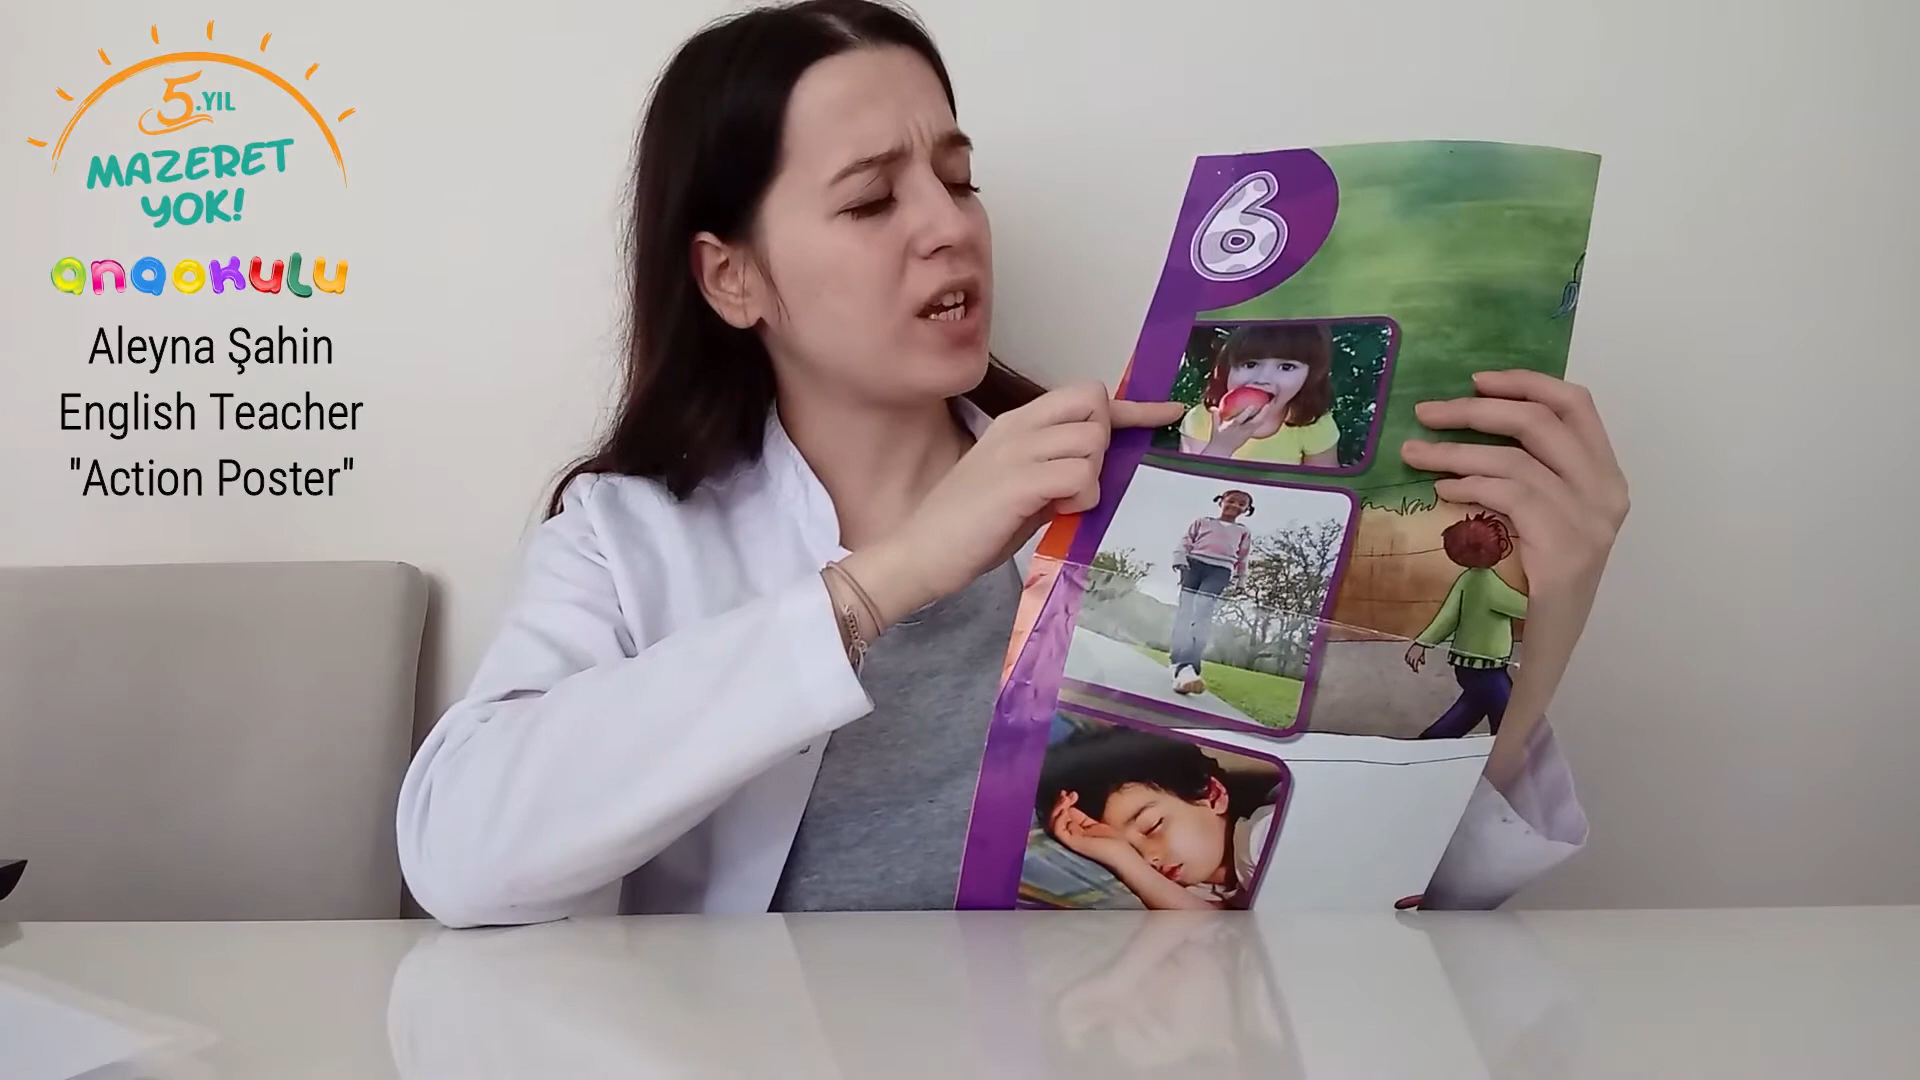 5.YIL
MAZERET
YOK!
anaokulu
Aleyna Şahin
English Teacher
"Action Poster"
6